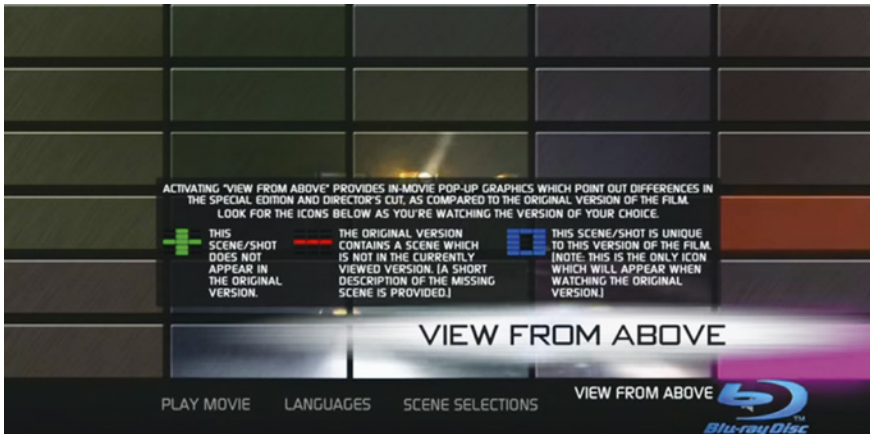 ACTIVATING "VIEW FROM ABOVE" PROVIDES IN-MOVIE POP-UP GRAPHICS WHICH POINT OUT DIFFERENCES IN
THE SPECIAL EDITION AND DIRECTOR'S CUT, AS COMPARED TO THE ORIGINAL VERSION OF THE FILM.
LOOK FOR THE ICONS BELOW AS YOU'RE WATCHING THE VERSION OF YOUR CHOICE.
THIS
SCENE/SHOT
DOES NOT
APPEAR IN
THE ORIGINAL
VERSION.
THE ORIGINAL VERSION
CONTAINS A SCENE WHICH
IS NOT IN THE CURRENTLY
VIEWED VERSION. (A SHORT
DESCRIPTION OF THE MISSING
SCENE IS PROVIDED.)
THIS SCENE/SHOT IS UNIQUE
TO THIS VERSION OF THE FILM.
(NOTE: THIS IS THE ONLY ICON
WHICH WILL APPEAR WHEN
WATCHING THE ORIGINAL
VERSION.)
VIEW FROM ABOVE
PLAY MOVIE LANGUAGES SCENE SELECTIONS VIEW FROM ABOVE
Blu-ray Disc
TM